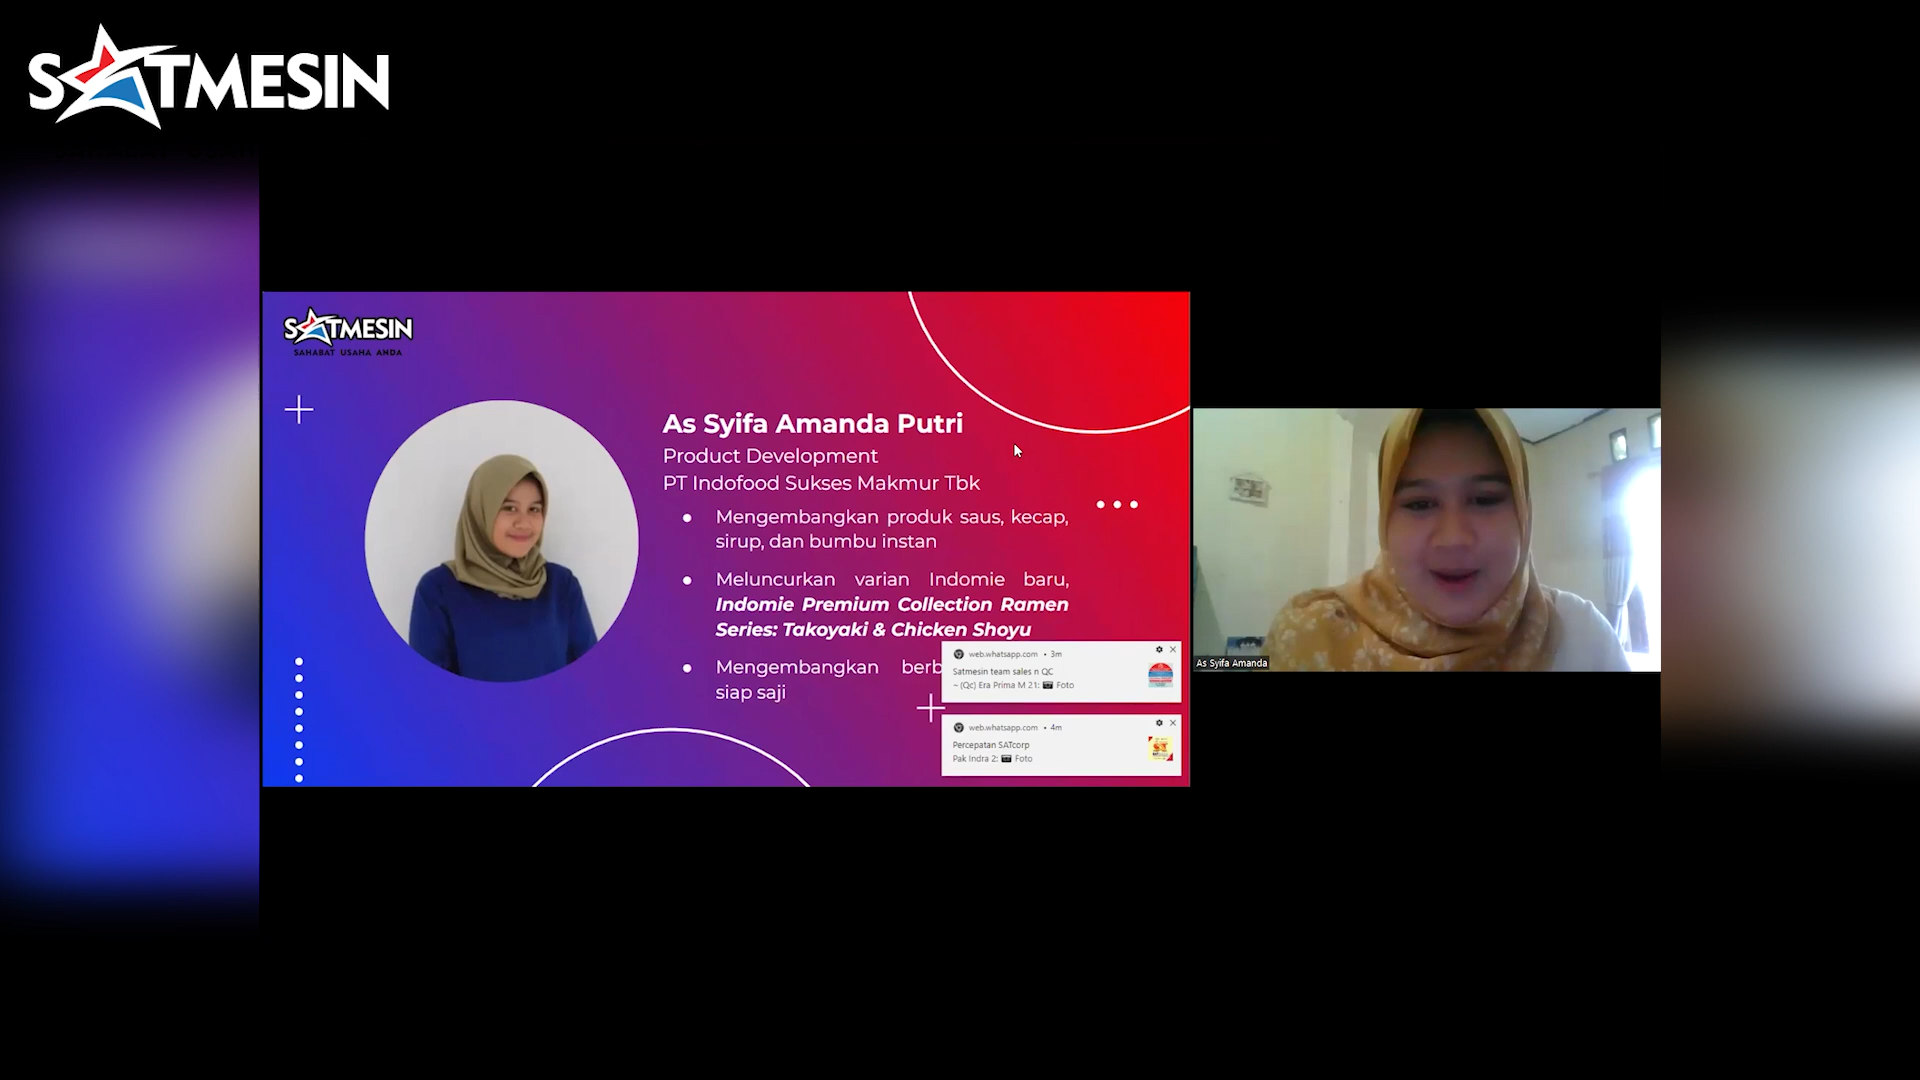 SATMESIN
SATMESIN
SAHABAT USAHA ANDA
As Syifa Amanda Putri
Product Development
PT Indofood Sukses Makmur Tbk
Mengembangkan produk saus, kecap,
sirup, dan bumbu instan
Meluncurkan varian Indomie baru,
Indomie Premium Collection Ramen
Series: Takoyaki & Chicken Shoyu
Mengembangkan berb
siap saji
web.whatsapp.com • 3m
Satmesin team sales n QC
~ (Qc) Era Prima M 21: Foto
web.whatsapp.com • 4m
Percepatan SATcorp
Pak Indra 2: Foto
As Syifa Amanda